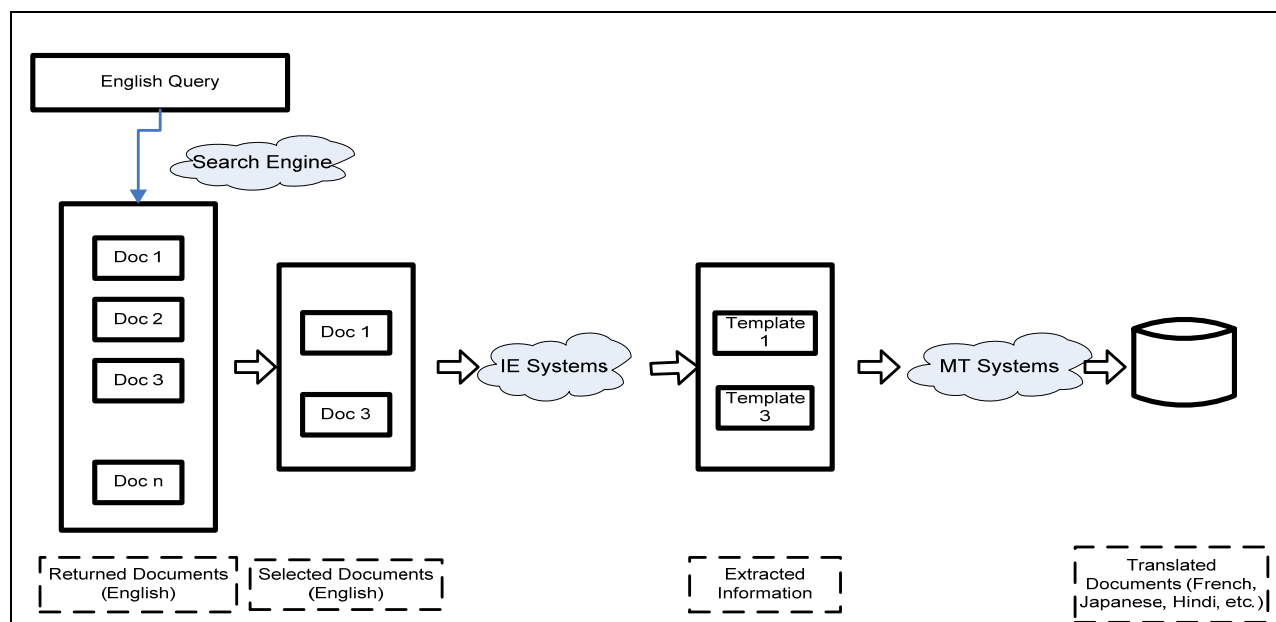 English Query
Search Engine
Doc 1
Doc 2
Doc 3
Doc n
Doc 1
Doc 3
IE Systems
Template
1
Template
3
MT Systems
Returned Documents
(English)
Selected Documents
(English)
Extracted
Information
Translated
Documents (French,
Japanese, Hindi, etc.)